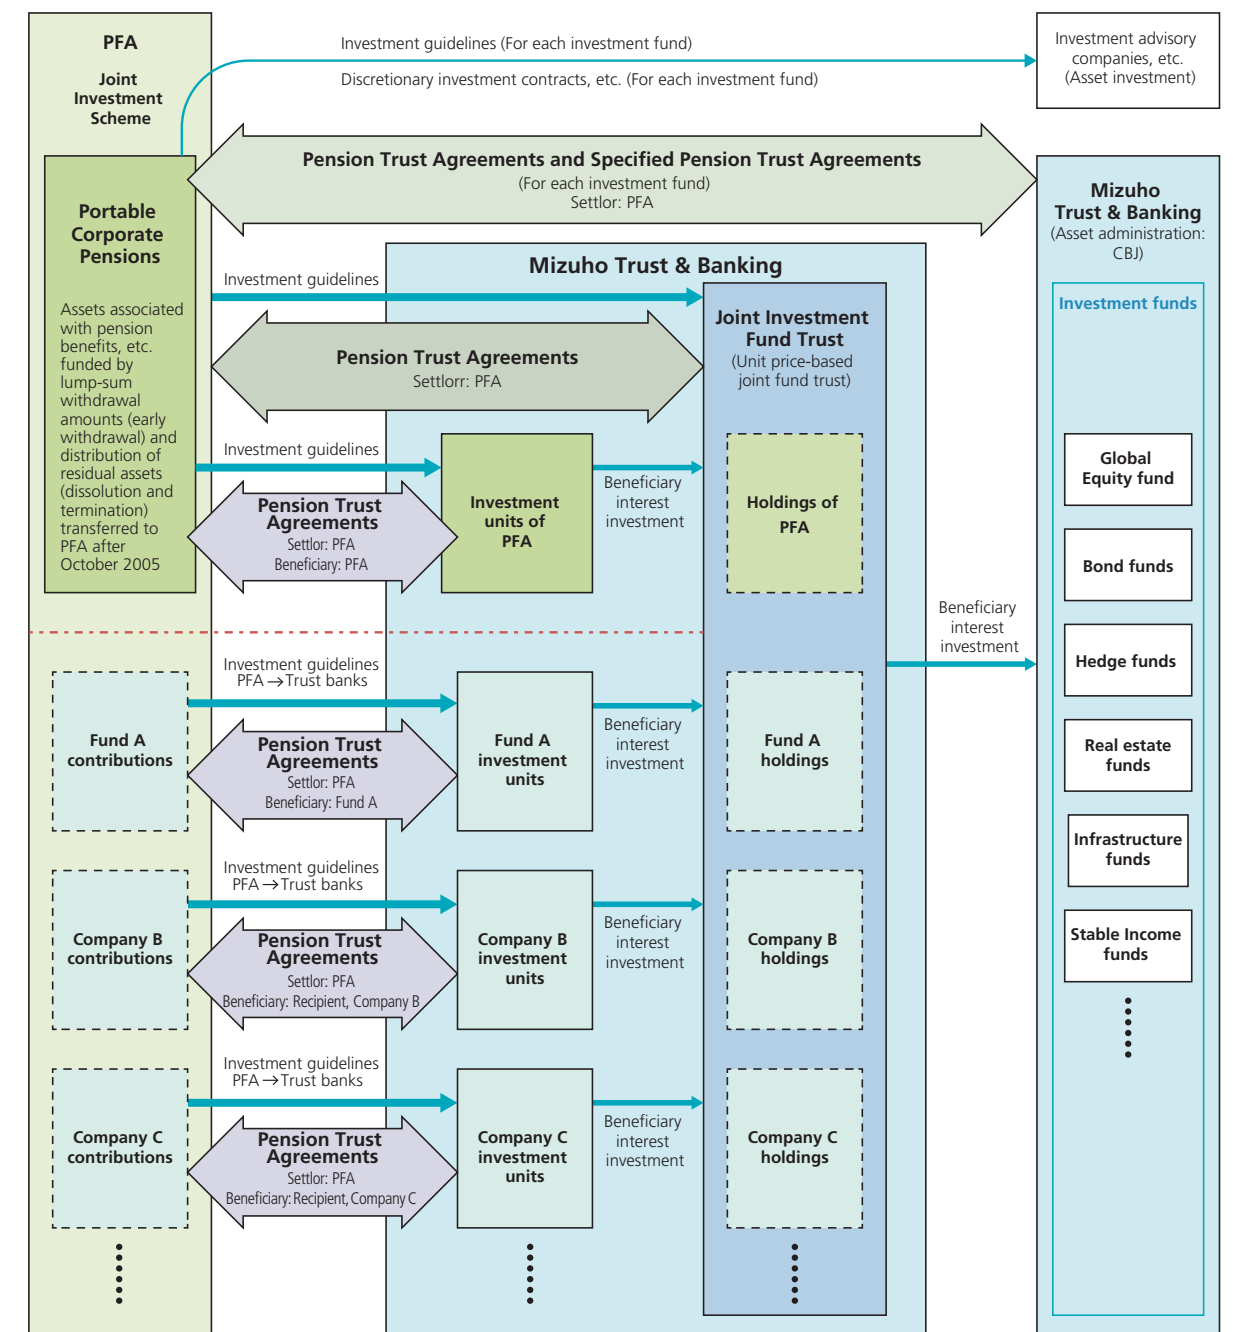 PFA
Joint
Investment
Scheme
Investment guidelines (For each investment fund)
Discretionary investment contracts, etc. (For each investment fund)
Investment advisory
companies, etc.
(Asset investment)
Pension Trust Agreements and Specified Pension Trust Agreements
(For each investment fund)
Settlor: PFA
Portable
Corporate
Pensions
Assets associated
with pension
benefits, etc.
funded by
lump-sum
withdrawal
amounts (early
withdrawal) and
distribution of
residual assets
(dissolution and
termination)
transferred to
PFA after
October 2005
Mizuho
Trust & Banking
(Asset administration:
CBJ)
Mizuho Trust & Banking
Investment guidelines
Pension Trust Agreements
Settlorr: PFA
Joint Investment
Fund Trust
(Unit price-based
joint fund trust)
Investment funds
Investment guidelines
Pension Trust
Agreements
Settlor: PFA
Beneficiary: PFA
Investment
units of
PFA
Beneficiary
interest
investment
Holdings of
PFA
Global
Equity fund
Bond funds
Beneficiary
interest
investment
Hedge funds
Real estate
funds
Infrastructure
funds
Stable Income
funds
Investment guidelines
PFA→Trust banks
Fund A
contributions
Pension Trust
Agreements
Settlor: PFA
Beneficiary: Fund A
Fund A
investment
units
Beneficiary
interest
investment
Fund A
holdings
Investment guidelines
PFA→Trust banks
Company B
contributions
Pension Trust
Agreements
Settlor: PFA
Beneficiary: Recipient, Company B
Company B
investment
units
Beneficiary
interest
investment
Company B
holdings
Investment guidelines
PFA→Trust banks
Company C
contributions
Pension Trust
Agreements
Settlor: PFA
Beneficiary: Recipient, Company C
Company C
investment
units
Beneficiary
interest
investment
Company C
holdings